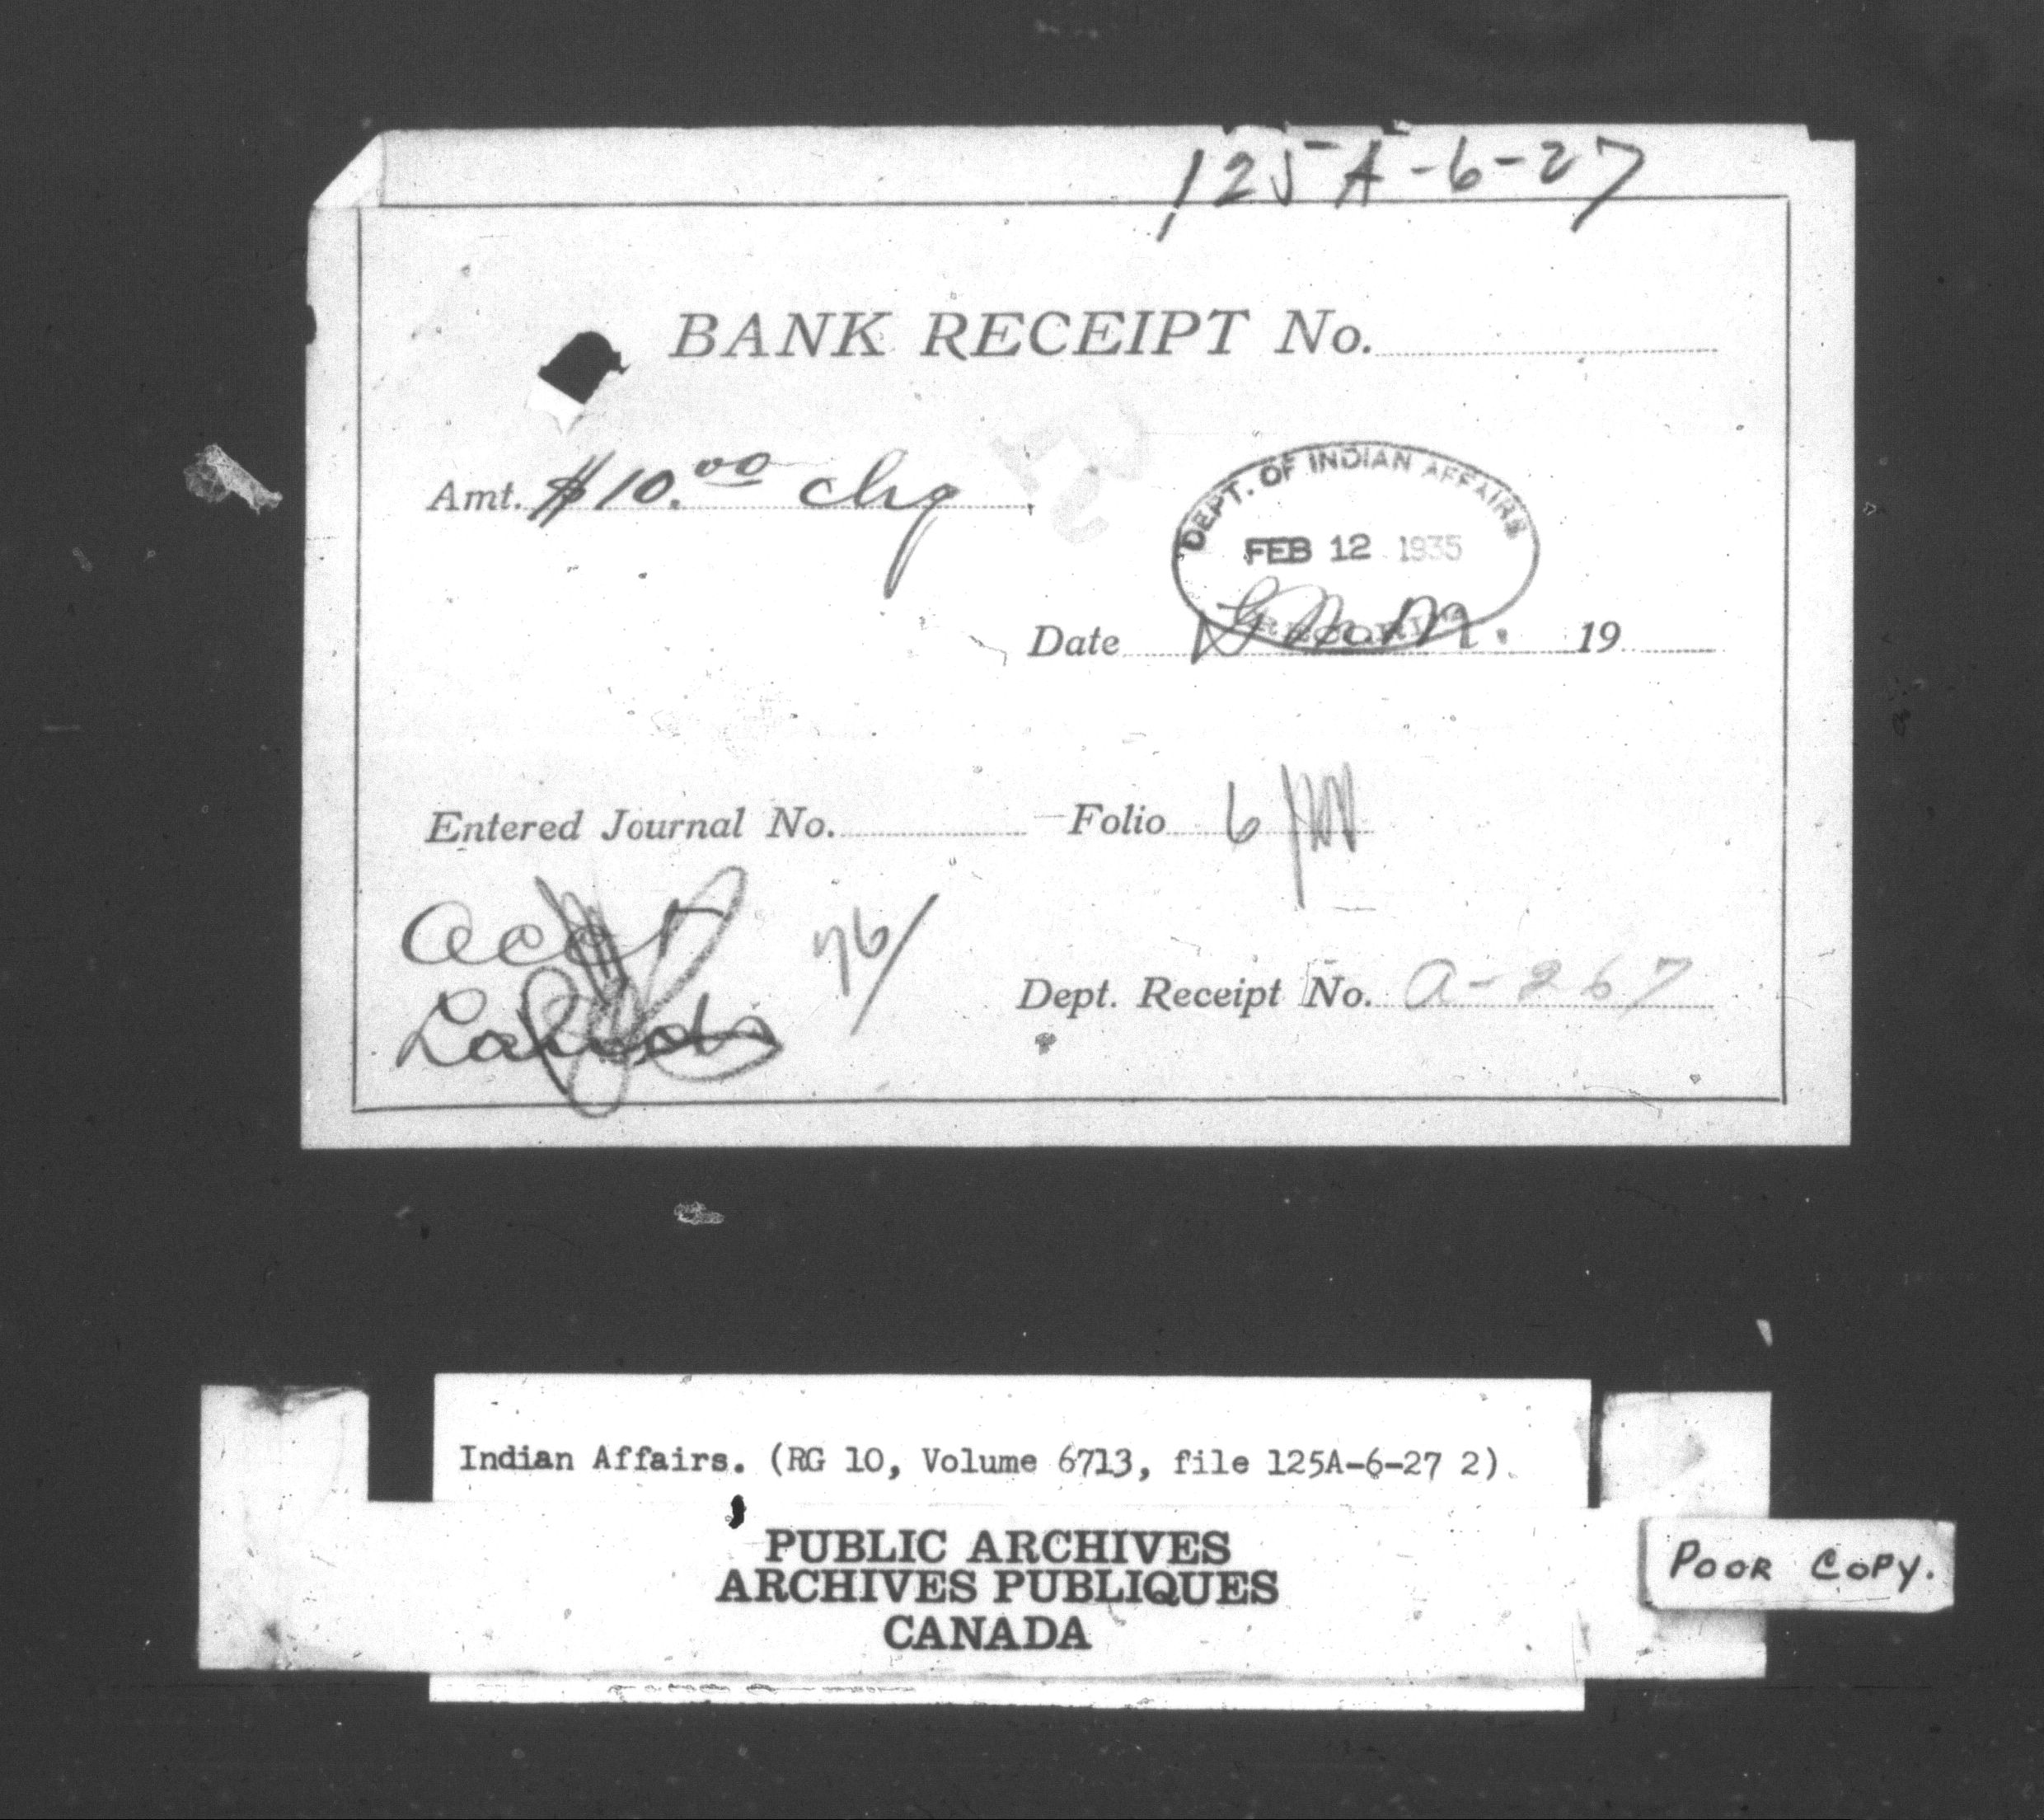 125A-6-27
BANK RECEIPT No.
Amt. $10.00 chq
DEPT. OF INDIAN AFFAIRS
FEB 12 1935
Date 19
Entered Journal No. Folio 6
Acct 76/
Lands
Dept. Receipt No. A-267
Indian Affairs. (RG 10, Volume 6713, file 125A-6-27 2)
PUBLIC ARCHIVES
ARCHIVES PUBLIQUES
CANADA
POOR COPY.